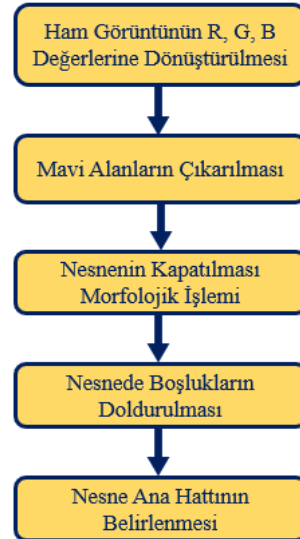 Ham Görüntünün R, G, B
Değerlerine Dönüştürülmesi
Mavi Alanların Çıkarılması
Nesnenin Kapatılması
Morfolojik İşlemi
Nesnede Boşlukların
Doldurulması
Nesne Ana Hattının
Belirlenmesi